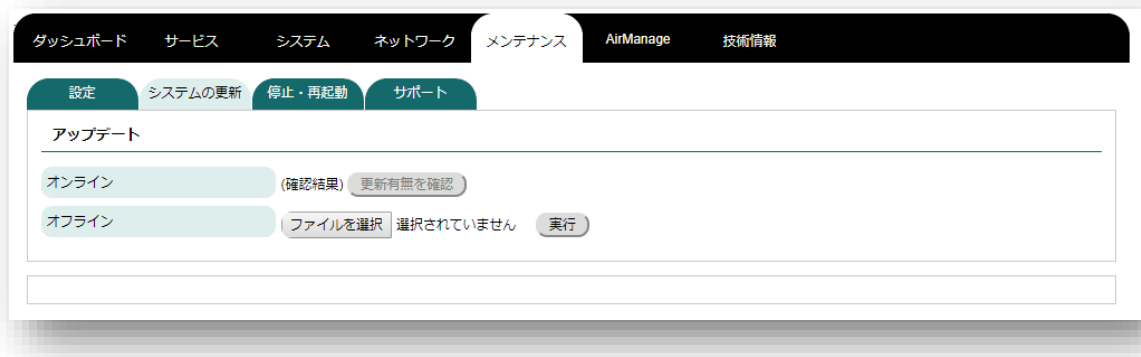 ダッシュボード サービス システム ネットワーク メンテナンス AirManage 技術情報
設定 システムの更新 停止・再起動 サポート
アップデート
オンライン (確認結果) 更新有無を確認
オフライン ファイルを選択 選択されていません 実行